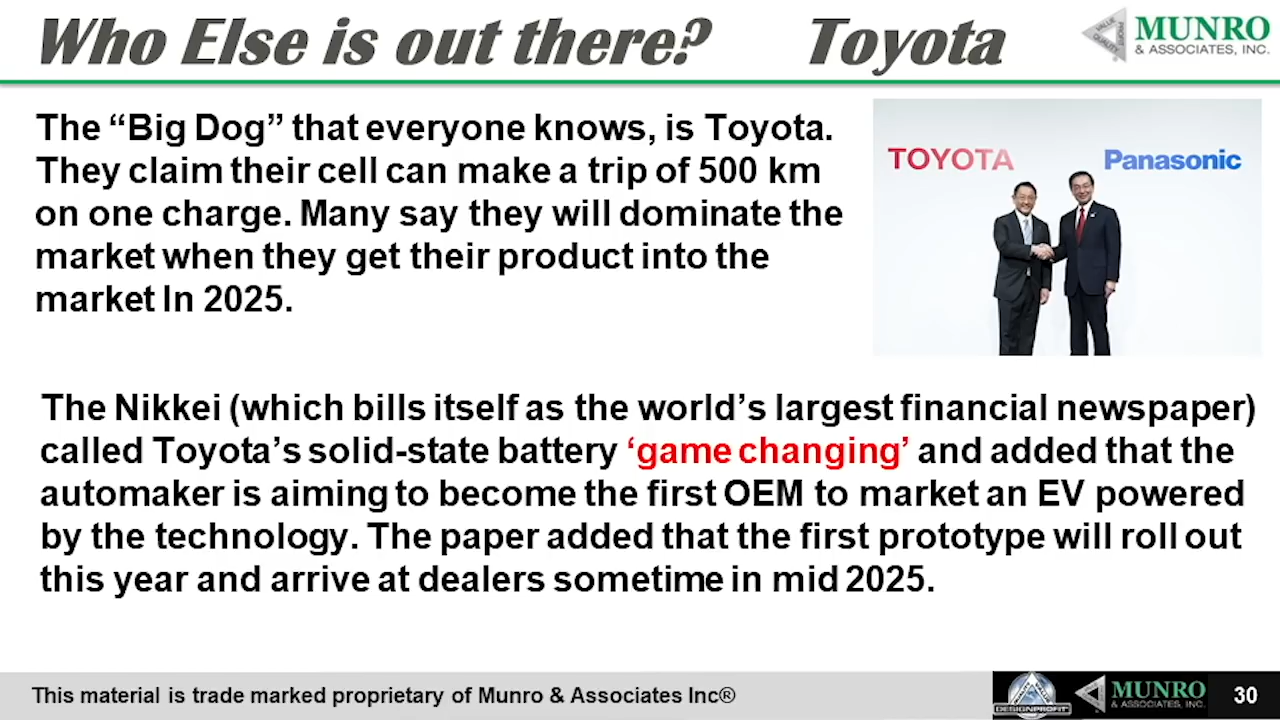 Who Else is out there? Toyota
MUNRO
& ASSOCIATES, INC.
VALUE
QUALITY
The “Big Dog” that everyone knows, is Toyota.
They claim their cell can make a trip of 500 km
on one charge. Many say they will dominate the
market when they get their product into the
market In 2025.
TOYOTA
Panasonic
The Nikkei (which bills itself as the world’s largest financial newspaper)
called Toyota’s solid-state battery ‘game changing’ and added that the
automaker is aiming to become the first OEM to market an EV powered
by the technology. The paper added that the first prototype will roll out
this year and arrive at dealers sometime in mid 2025.
This material is trade marked proprietary of Munro & Associates Inc®
DESIGNPROFIT
MUNRO
& ASSOCIATES, INC.
30